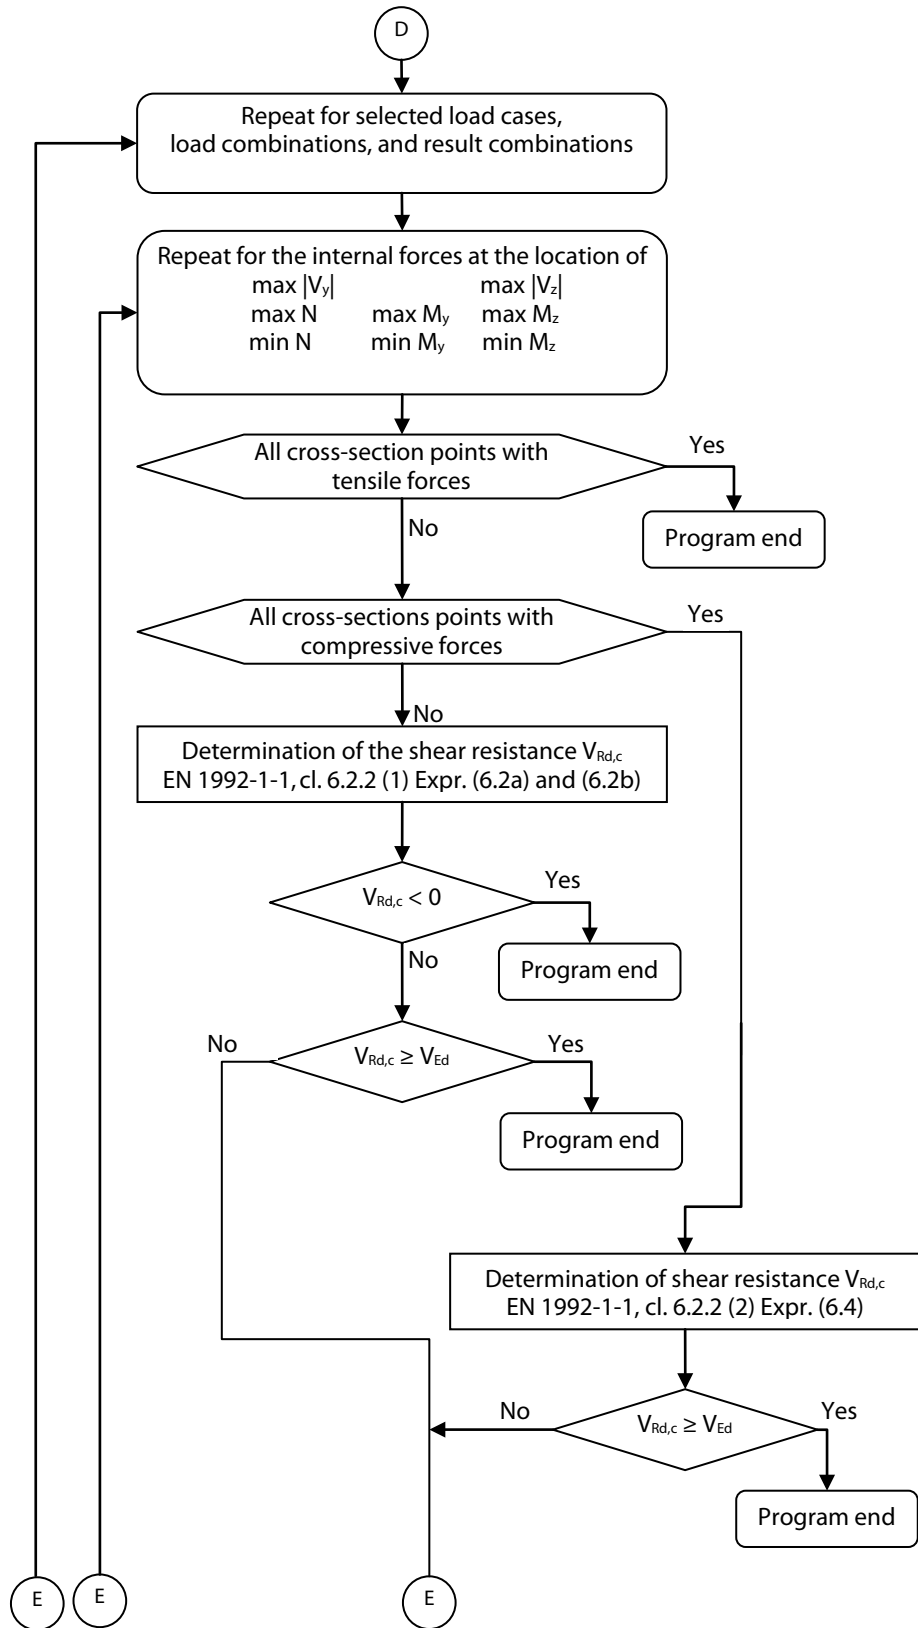 D
Repeat for selected load cases,
load combinations, and result combinations
Repeat for the internal forces at the location of
max |Vy| max |Vz|
max N max My max Mz
min N min My min Mz
All cross-section points with
tensile forces
Yes
Program end
No
All cross-sections points with
compressive forces
Yes
No
Determination of the shear resistance VRd,c
EN 1992-1-1, cl. 6.2.2 (1) Expr. (6.2a) and (6.2b)
VRd,c < 0
Yes
Program end
No
VRd,c ≥ VEd
No
Yes
Program end
Determination of shear resistance VRd,c
EN 1992-1-1, cl. 6.2.2 (2) Expr. (6.4)
VRd,c ≥ VEd
No
Yes
Program end
E
E
E